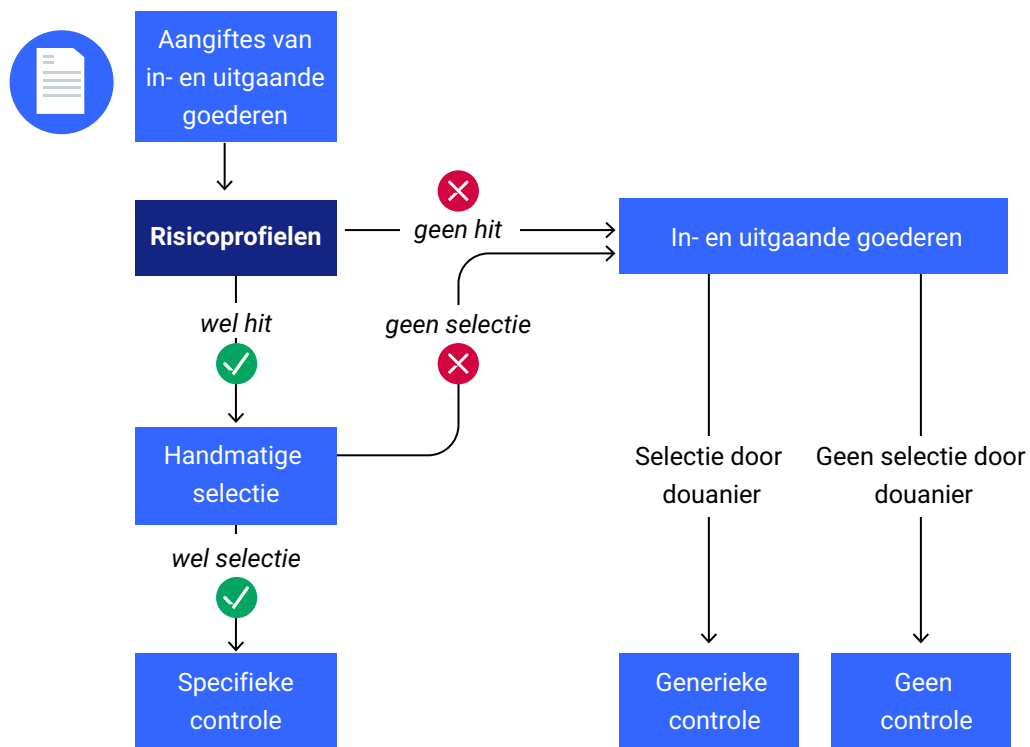 Aangiftes van
in- en uitgaande
goederen
Risicoprofielen
geen hit
In- en uitgaande goederen
wel hit
geen selectie
Handmatige
selectie
Selectie door
douanier
Geen selectie door
douanier
wel selectie
Specifieke
controle
Generieke
controle
Geen
controle